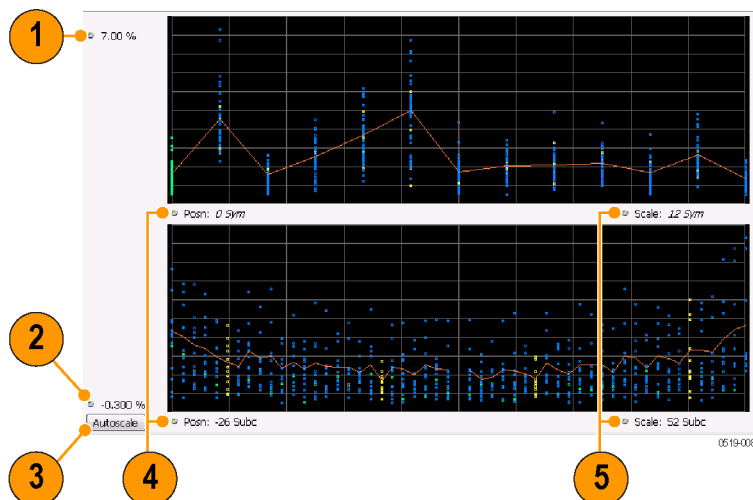 1
7.00 %
4
Posn: 0 Sym
Scale: 12 Sym
2
-0.300 %
Autoscale
Posn: -26 Subc
Scale: 52 Subc
0519-008
3
4
5